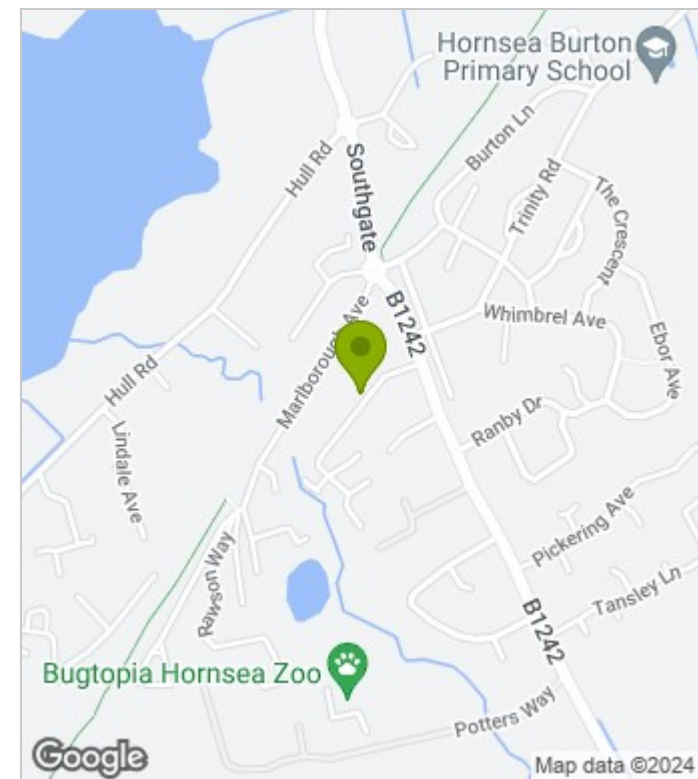 Hornsea Burton
Primary School
Hull Rd
Southgate
Burton Ln
Trinity Rd
The Crescent
B1242
Marlborough Ave
Whimbrel Ave
Ebor Ave
Hull Rd
Lindale Ave
Ranby Dr
Rawson Way
Pickering Ave
Tansley Ln
B1242
Bugtopia Hornsea Zoo
Potters Way
Google
Map data ©2024